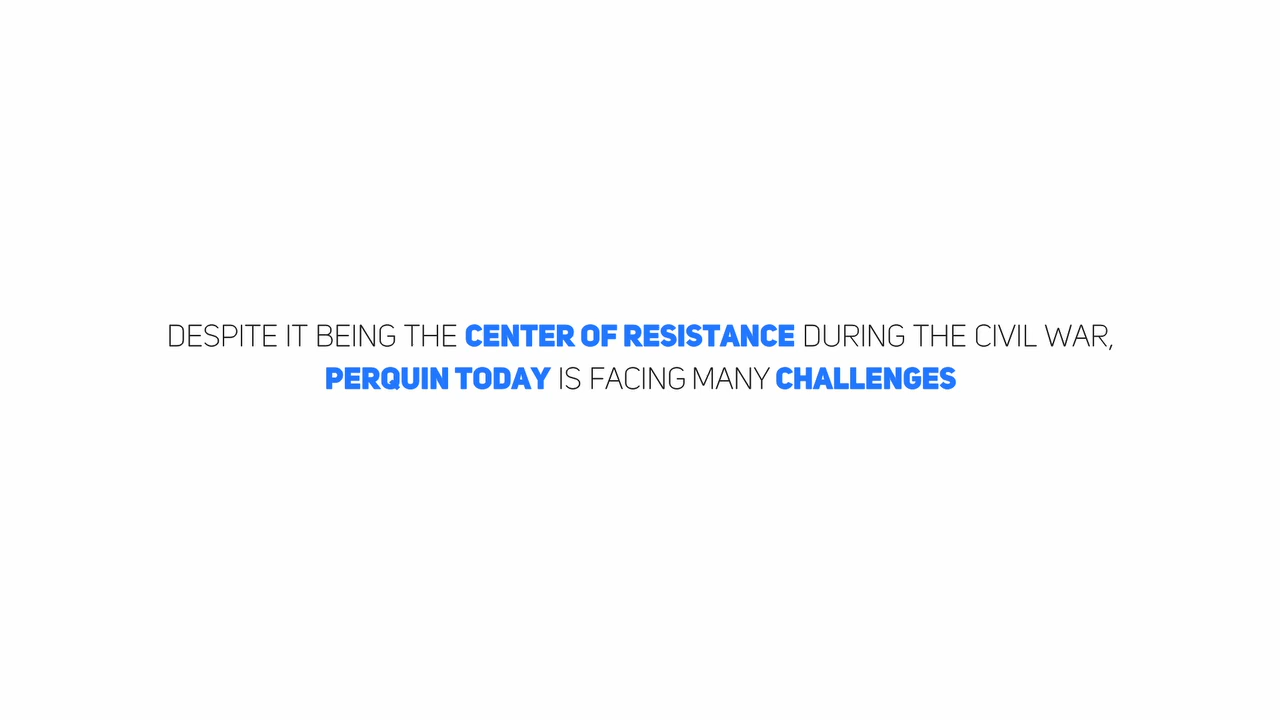 DESPITE IT BEING THE CENTER OF RESISTANCE DURING THE CIVIL WAR,
PERQUIN TODAY IS FACING MANY CHALLENGES